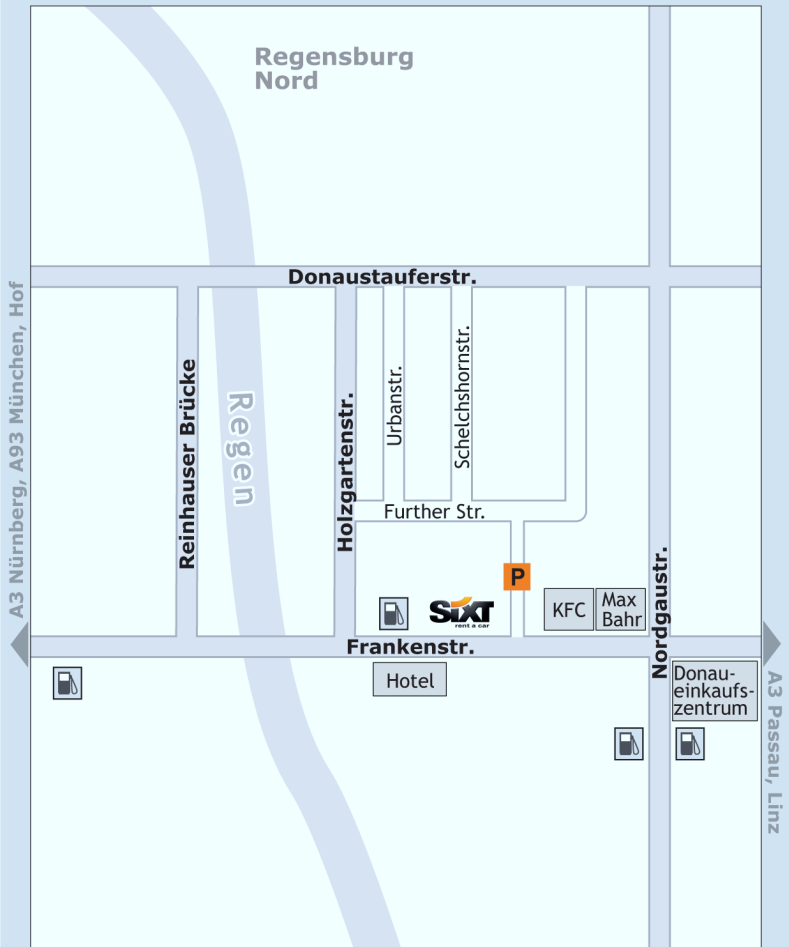 Regensburg
Nord
Donaustauferstr.
A3 Nürnberg, A93 München, Hof
Reinhauser Brücke
Regen
Holzgartenstr.
Urbanstr.
Schelchshornstr.
Further Str.
P
SIXT
rent a car
KFC
Max
Bahr
Nordgaustr.
Frankenstr.
Hotel
Donau-
einkaufs-
zentrum
A3 Passau, Linz